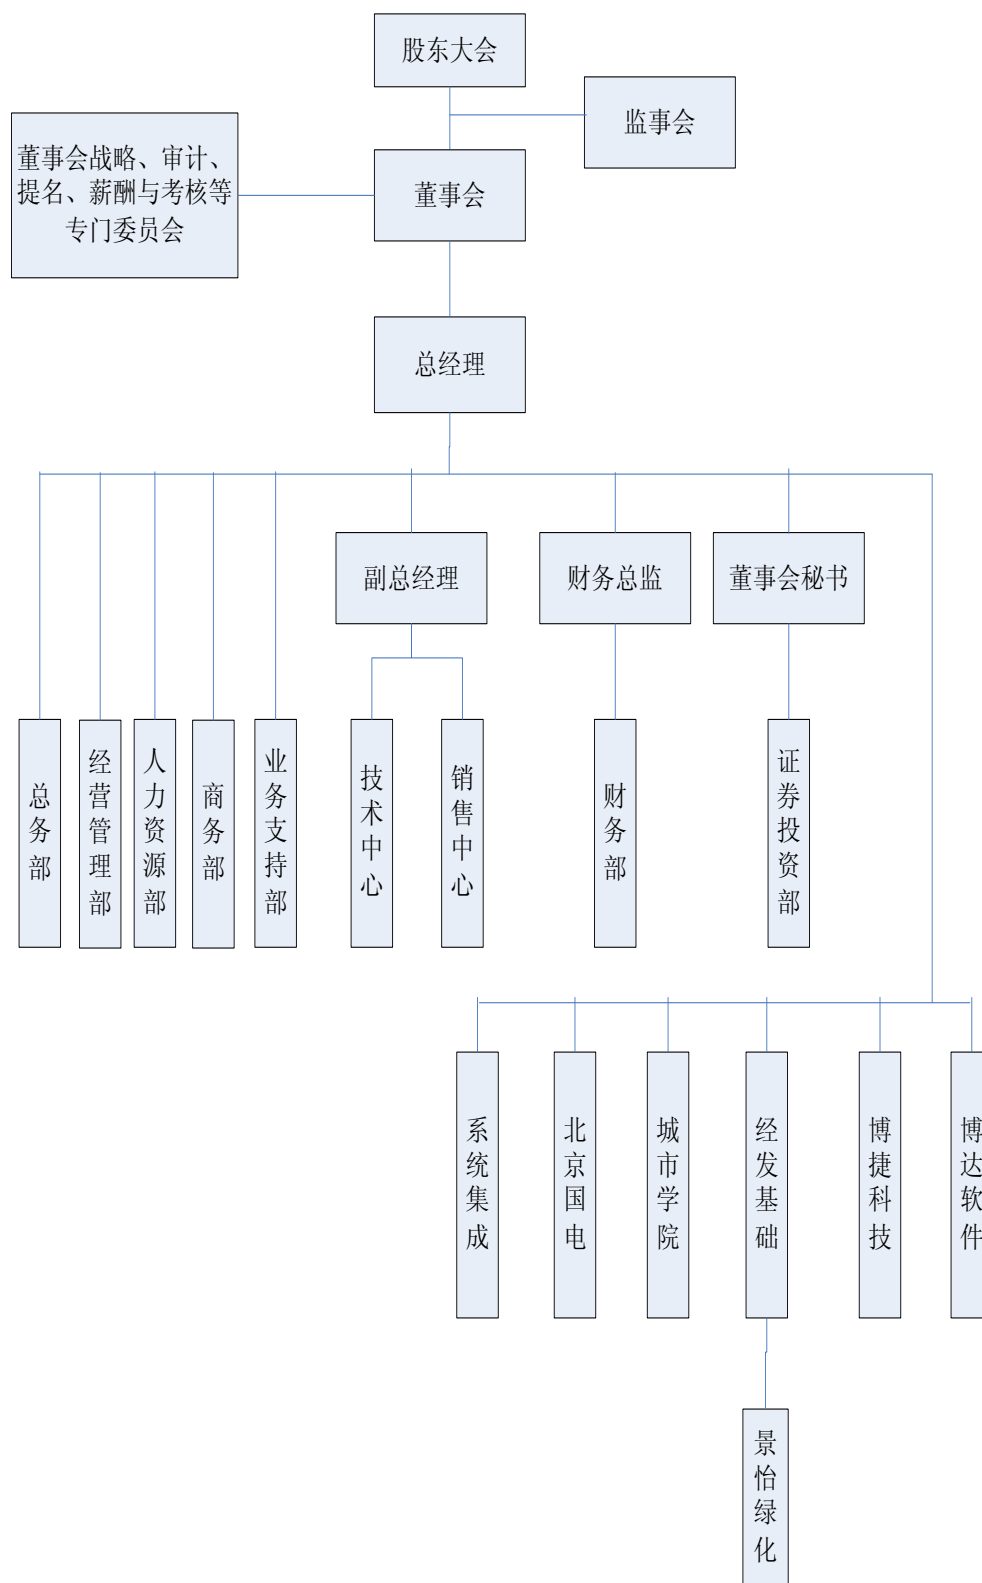 股东大会
监事会
董事会战略、审计、
提名、薪酬与考核等
专门委员会
董事会
总经理
副总经理
财务总监
董事会秘书
总务部
经营管理部
人力资源部
商务部
业务支持部
技术中心
销售中心
财务部
证券投资部
系统集成
北京国电
城市学院
经发基础
博捷科技
博达软件
景怡绿化